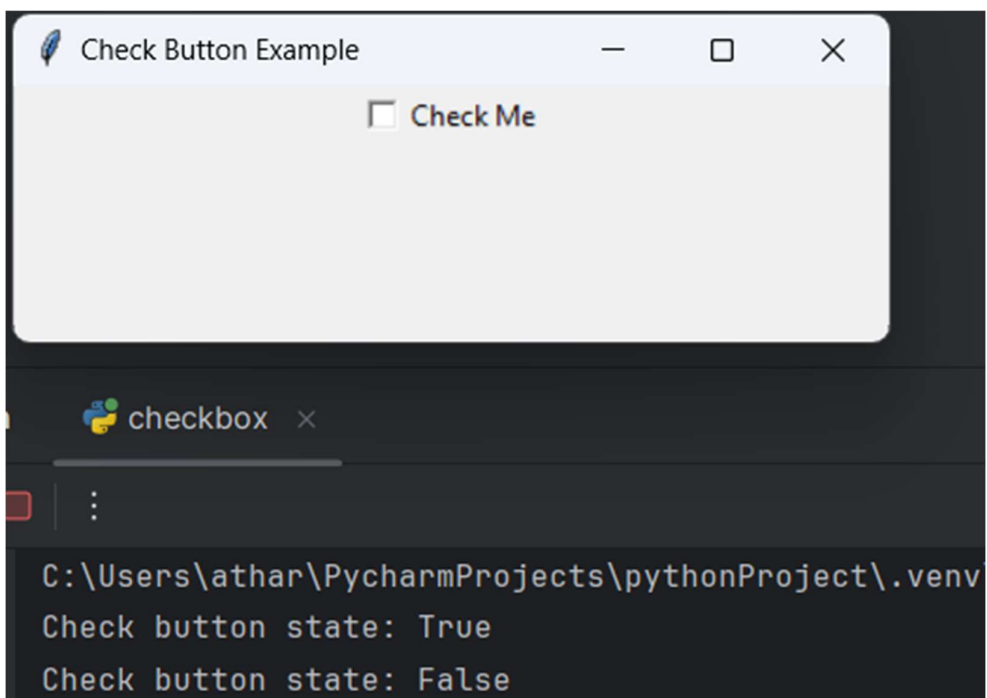 Check Button Example
Check Me
checkbox
C:\Users\athar\PycharmProjects\pythonProject\.venv
Check button state: True
Check button state: False